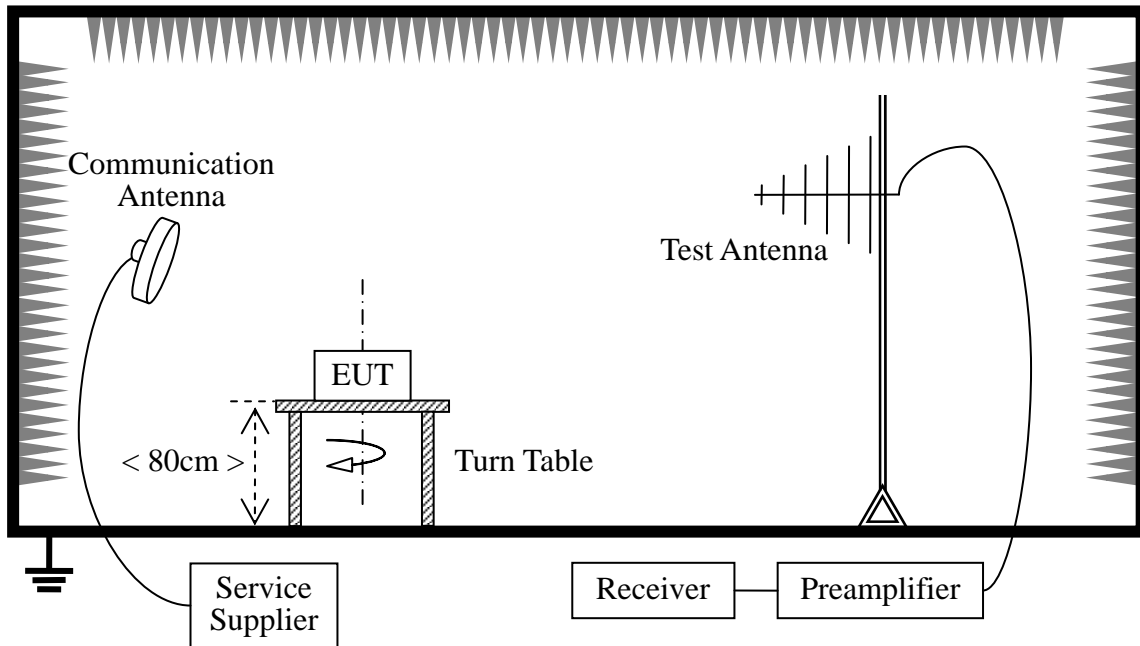 Communication
Antenna
Test Antenna
EUT
< 80cm >
Turn Table
Service
Supplier
Receiver
Preamplifier